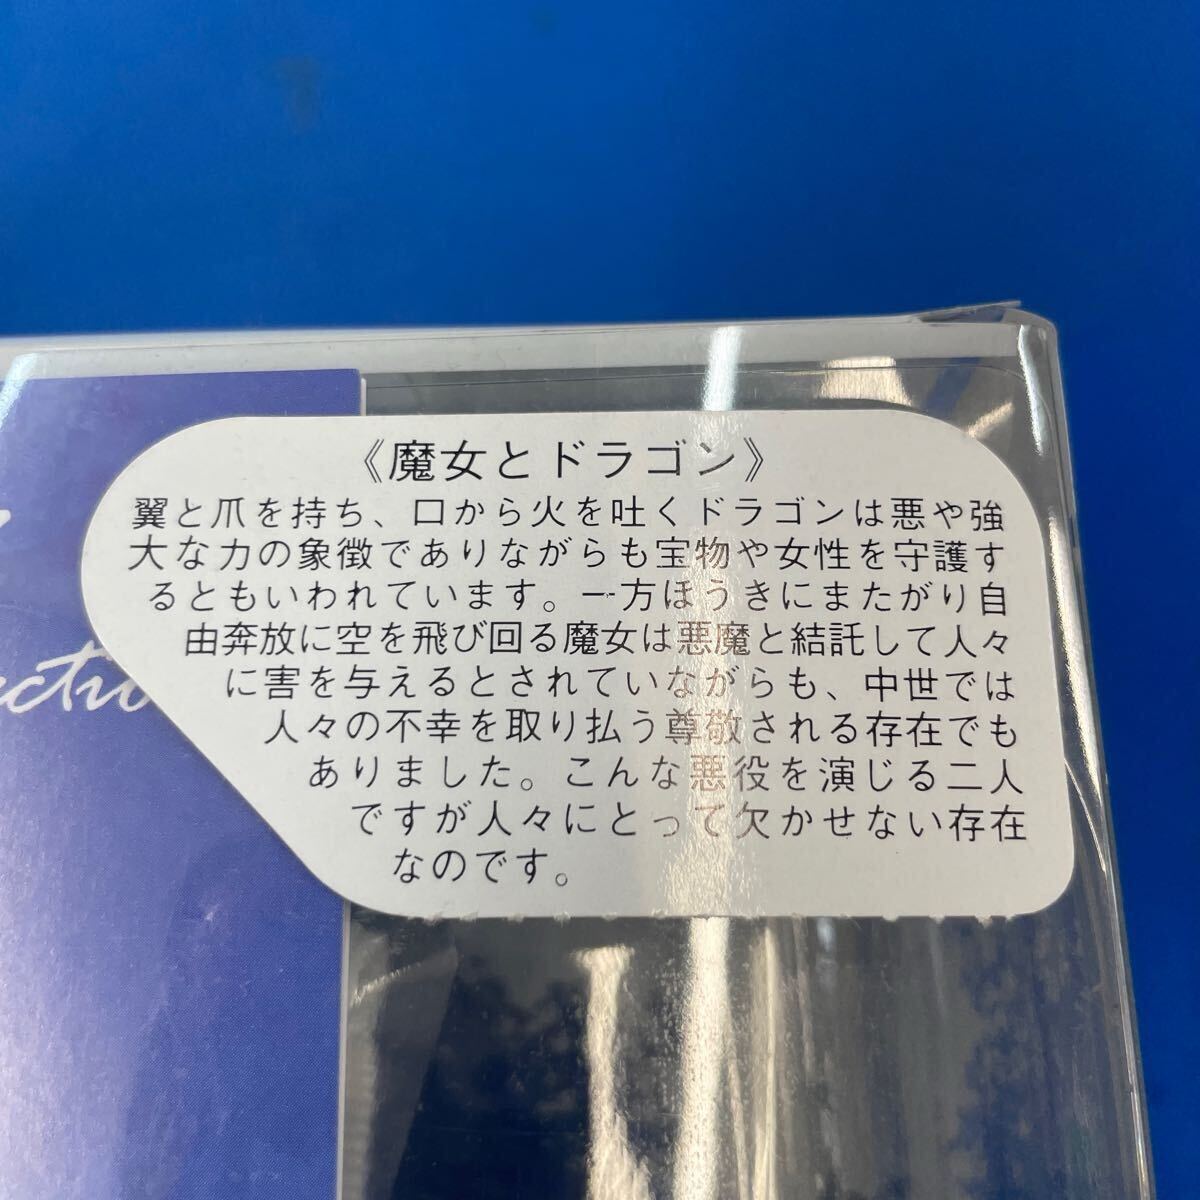 《魔女とドラゴン》
翼と爪を持ち、口から火を吐くドラゴンは悪や強
大な力の象徴でありながらも宝物や女性を守護す
るともいわれています。一方ほうきにまたがり自
由奔放に空を飛び回る魔女は悪魔と結託して人々
に害を与えるとされていながらも、中世では
人々の不幸を取り払う尊敬される存在でも
ありました。こんな悪役を演じる二人
ですが人々にとって欠かせない存在
なのです。